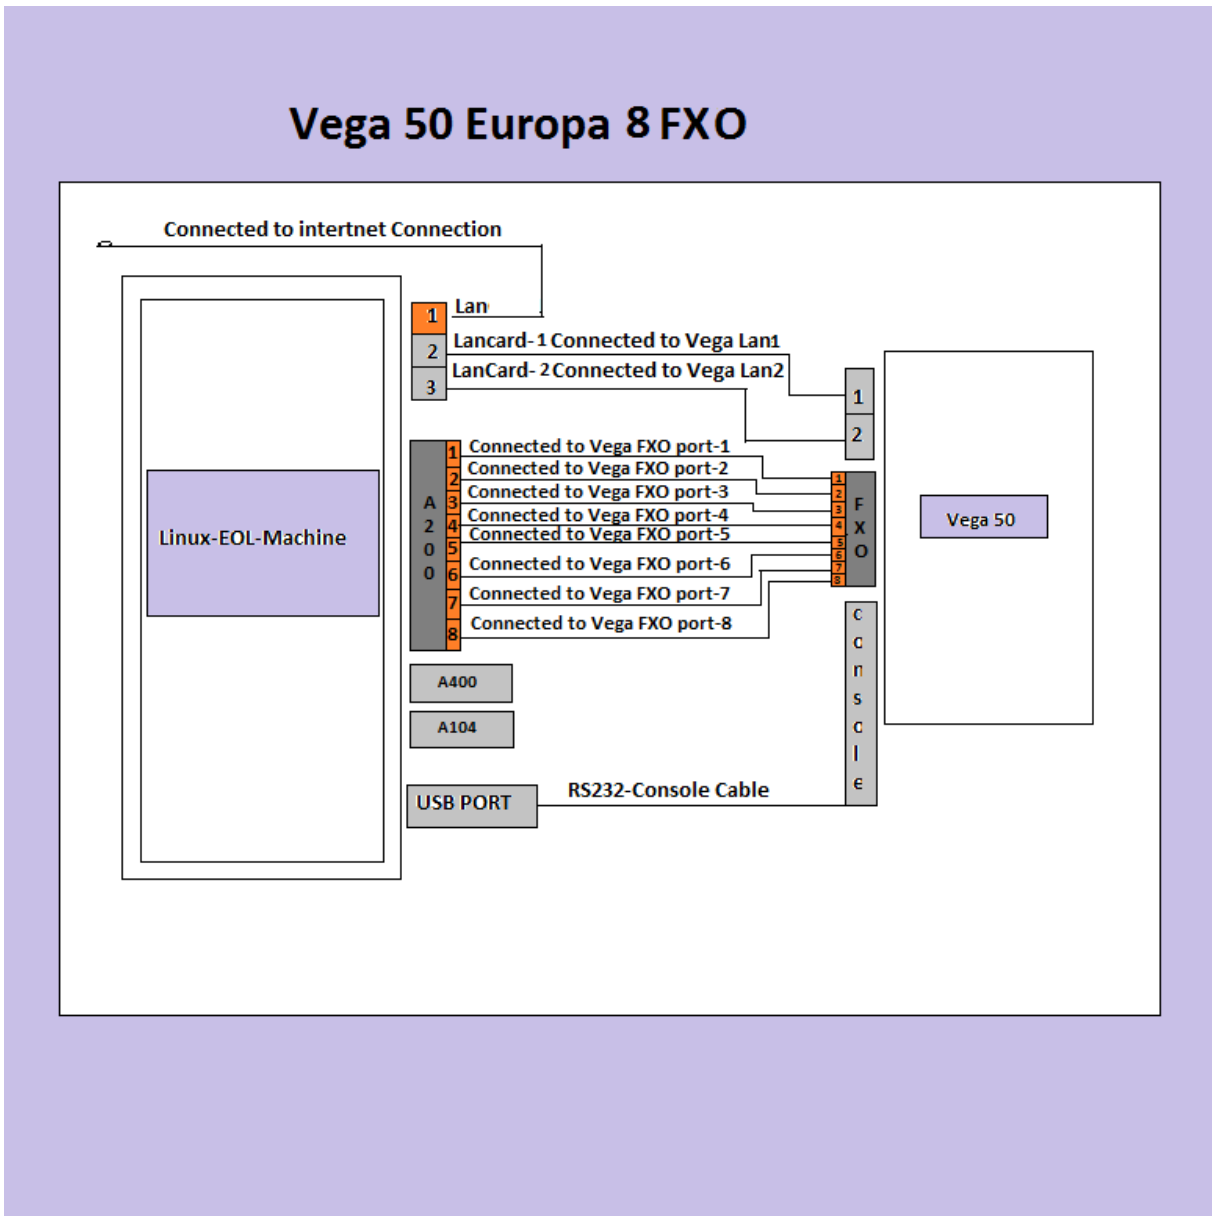 Vega 50 Europa 8 FXO
Connected to intertnet Connection
1
Lan
2
Lancard-1 Connected to Vega Lan1
3
LanCard-2 Connected to Vega Lan2
1
2
A200
1
Connected to Vega FXO port-1
2
Connected to Vega FXO port-2
3
Connected to Vega FXO port-3
4
Connected to Vega FXO port-4
5
Connected to Vega FXO port-5
6
Connected to Vega FXO port-6
7
Connected to Vega FXO port-7
8
Connected to Vega FXO port-8
1
2
3
4
5
6
7
8
FXO
Linux-EOL-Machine
Vega 50
A400
A104
USB PORT
RS232-Console Cable
console